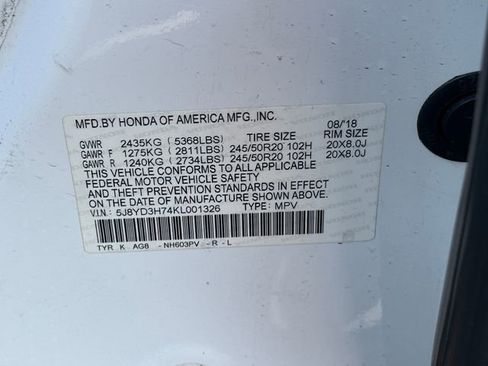 MFD.BY HONDA OF AMERICA MFG.,INC. 08/'18
GVWR 2435KG ( 5368LBS) TIRE SIZE RIM SIZE
GAWR F 1275KG ( 2811LBS) 245/50R20 102H 20X8.0J
GAWR R 1240KG ( 2734LBS) 245/50R20 102H 20X8.0J
THIS VEHICLE CONFORMS TO ALL APPLICABLE
FEDERAL MOTOR VEHICLE SAFETY
AND THEFT PREVENTION STANDARDS IN EFFECT
ON THE DATE OF MANUFACTURE SHOWN ABOVE.
V.I.N.: 5J8YD3H74KL001326 TYPE: MPV
TYR K AG8 - NH603PV - R - L